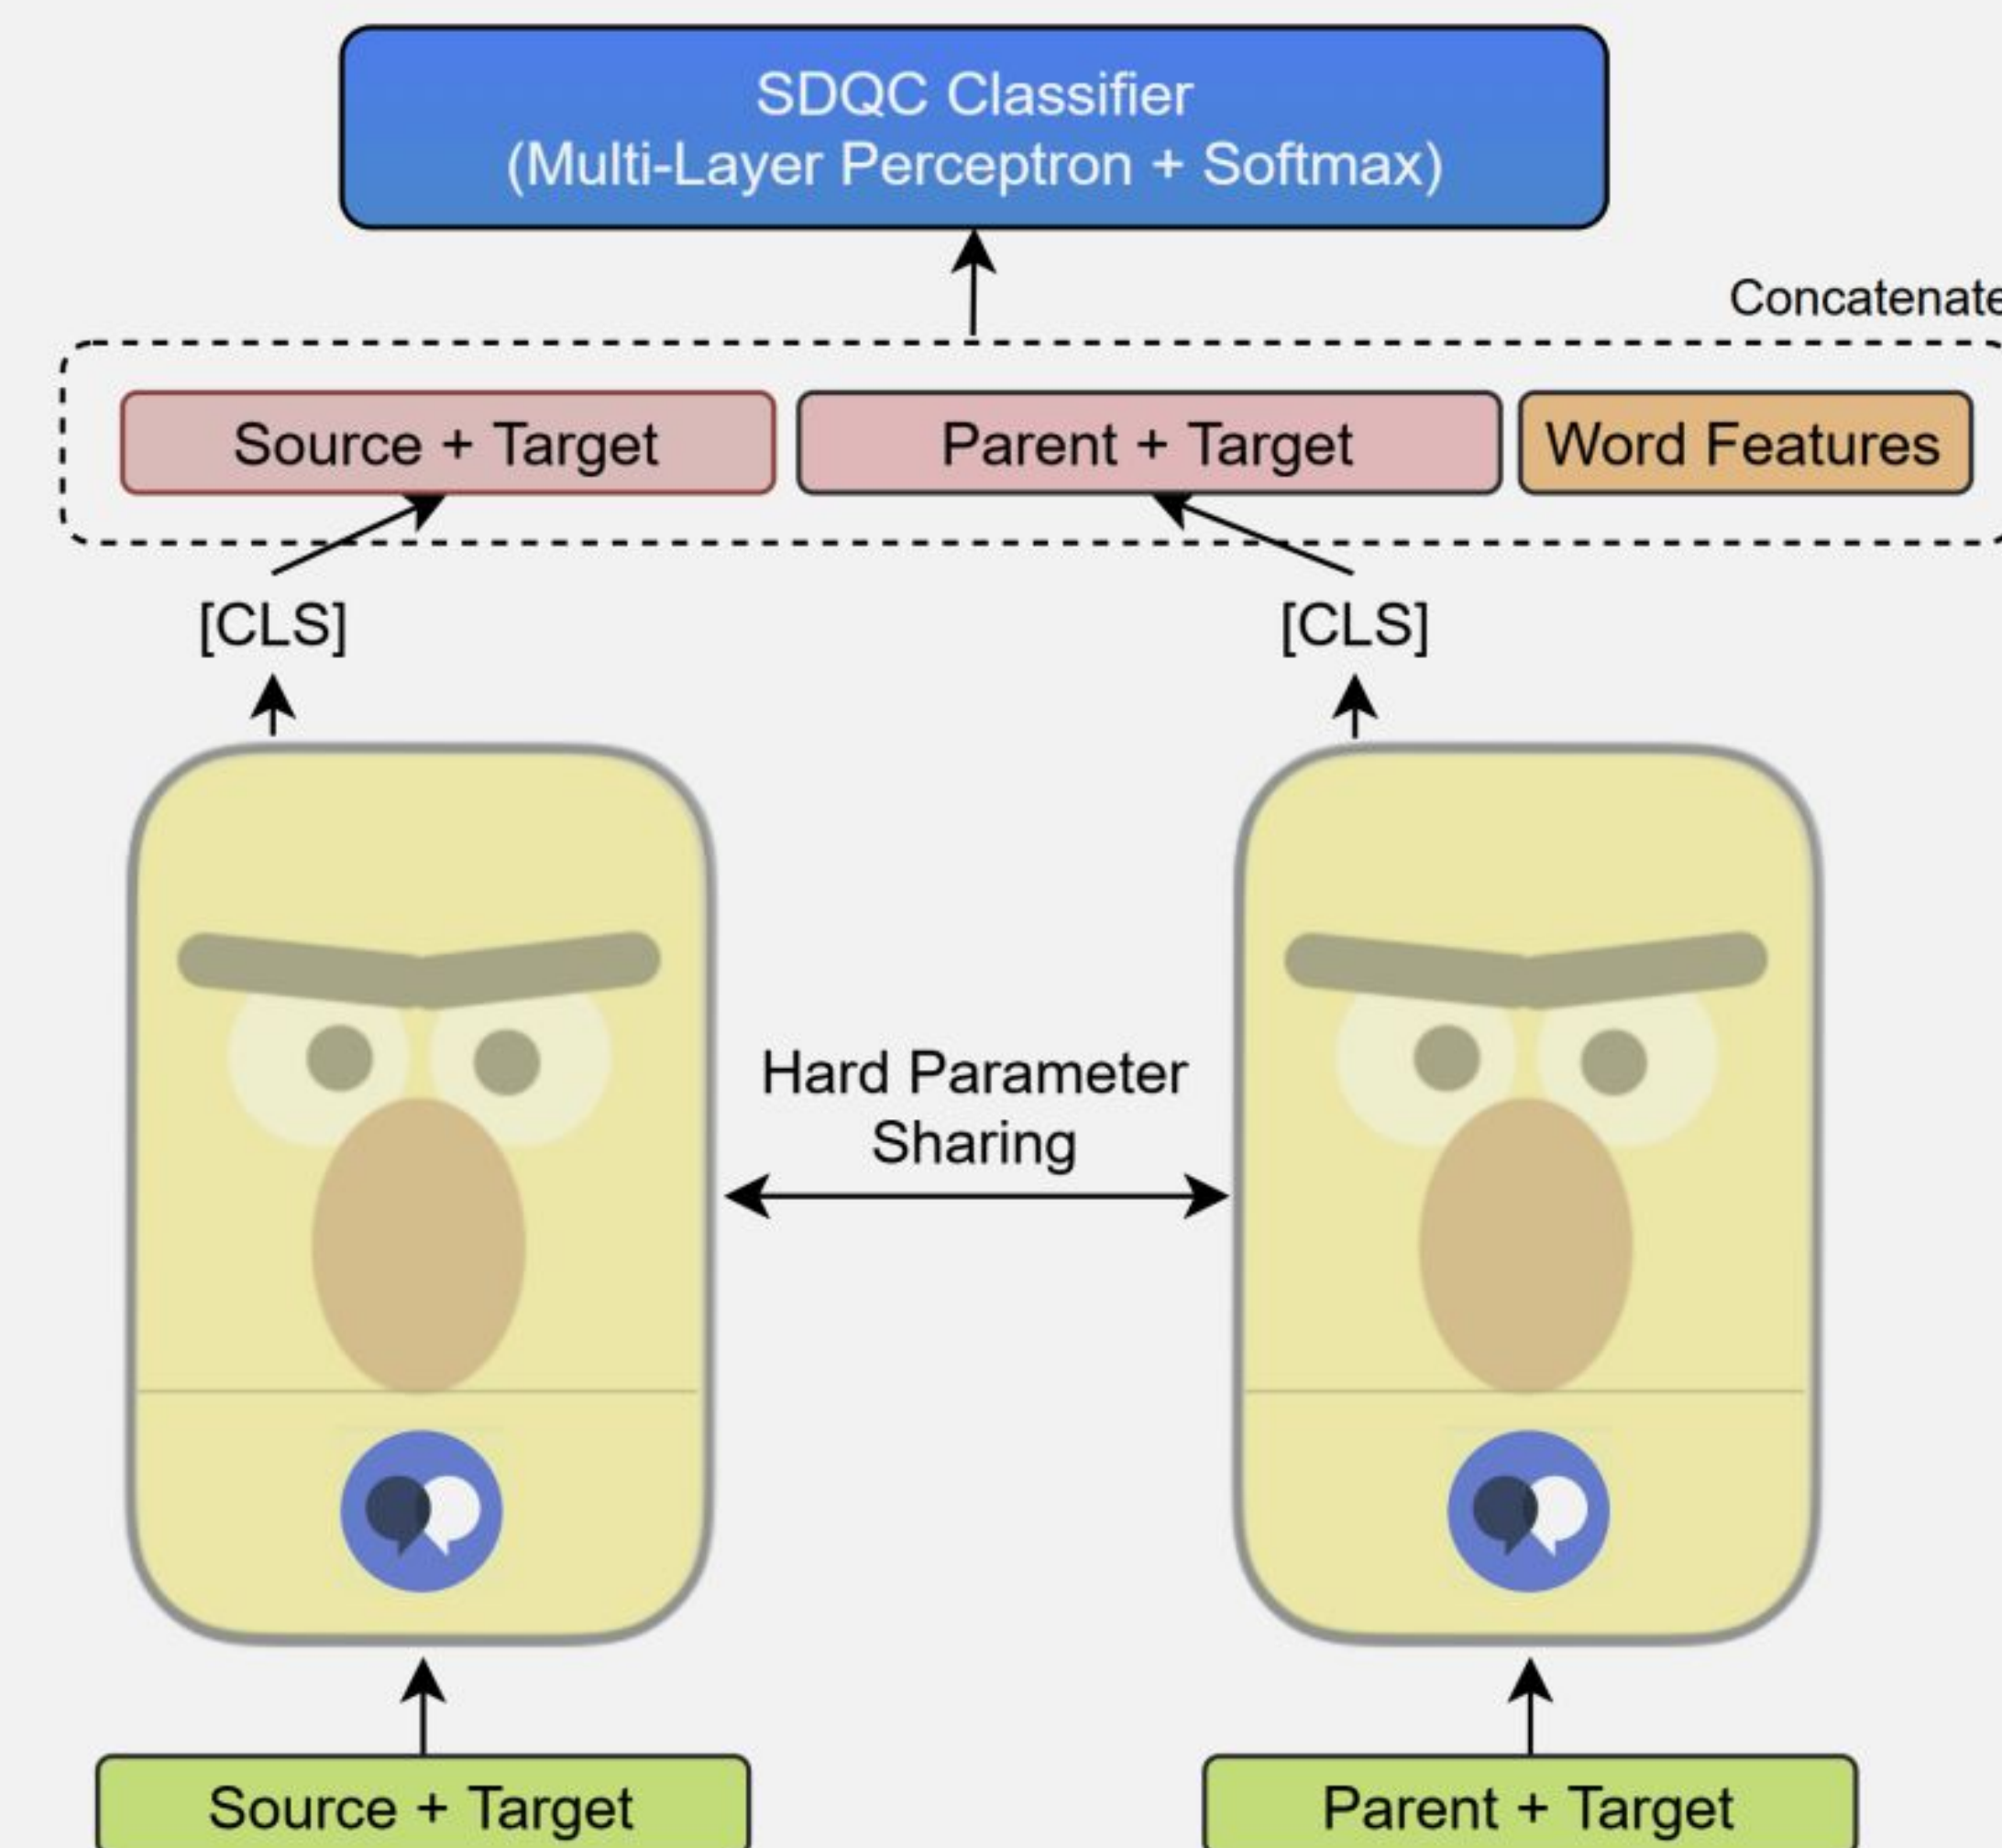 SDQC Classifier
(Multi-Layer Perceptron + Softmax)
Concatenate
Source + Target
Parent + Target
Word Features
[CLS]
[CLS]
Hard Parameter
Sharing
Source + Target
Parent + Target